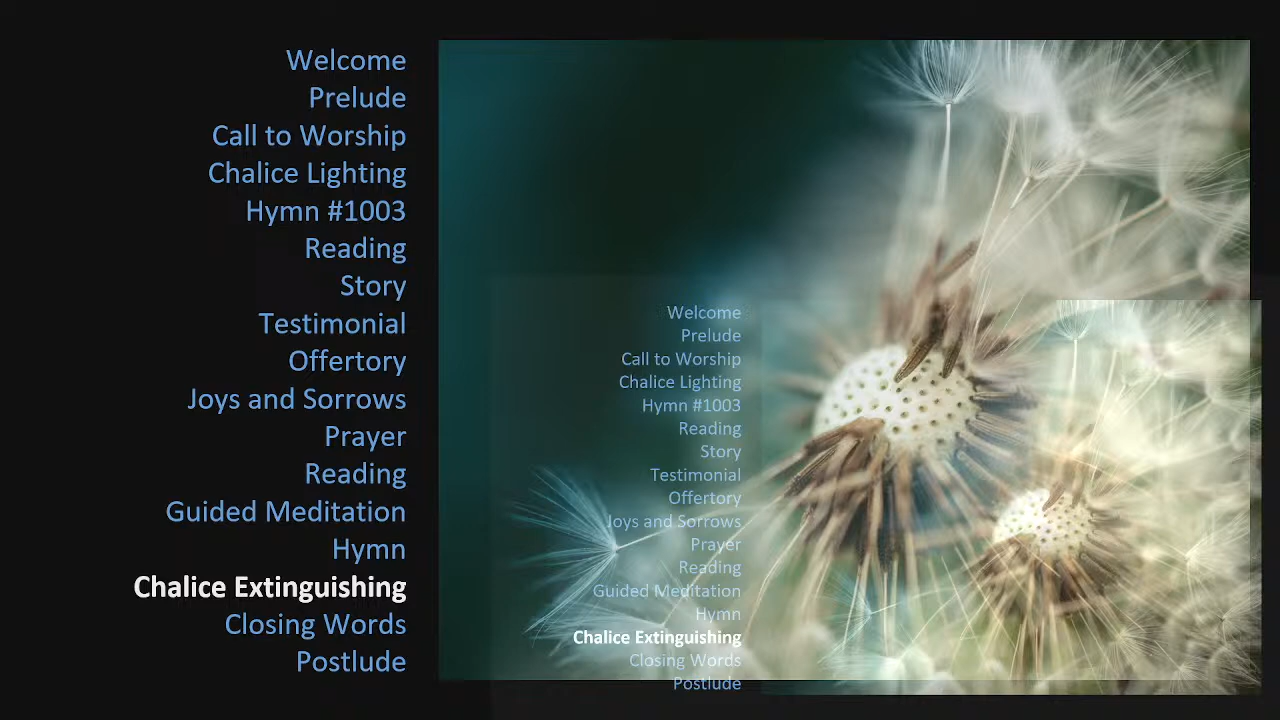 Welcome
Prelude
Call to Worship
Chalice Lighting
Hymn #1003
Reading
Story
Testimonial
Offertory
Joys and Sorrows
Prayer
Reading
Guided Meditation
Hymn
Chalice Extinguishing
Closing Words
Postlude
Welcome
Prelude
Call to Worship
Chalice Lighting
Hymn #1003
Reading
Story
Testimonial
Offertory
Joys and Sorrows
Prayer
Reading
Guided Meditation
Hymn
Chalice Extinguishing
Closing Words
Postlude